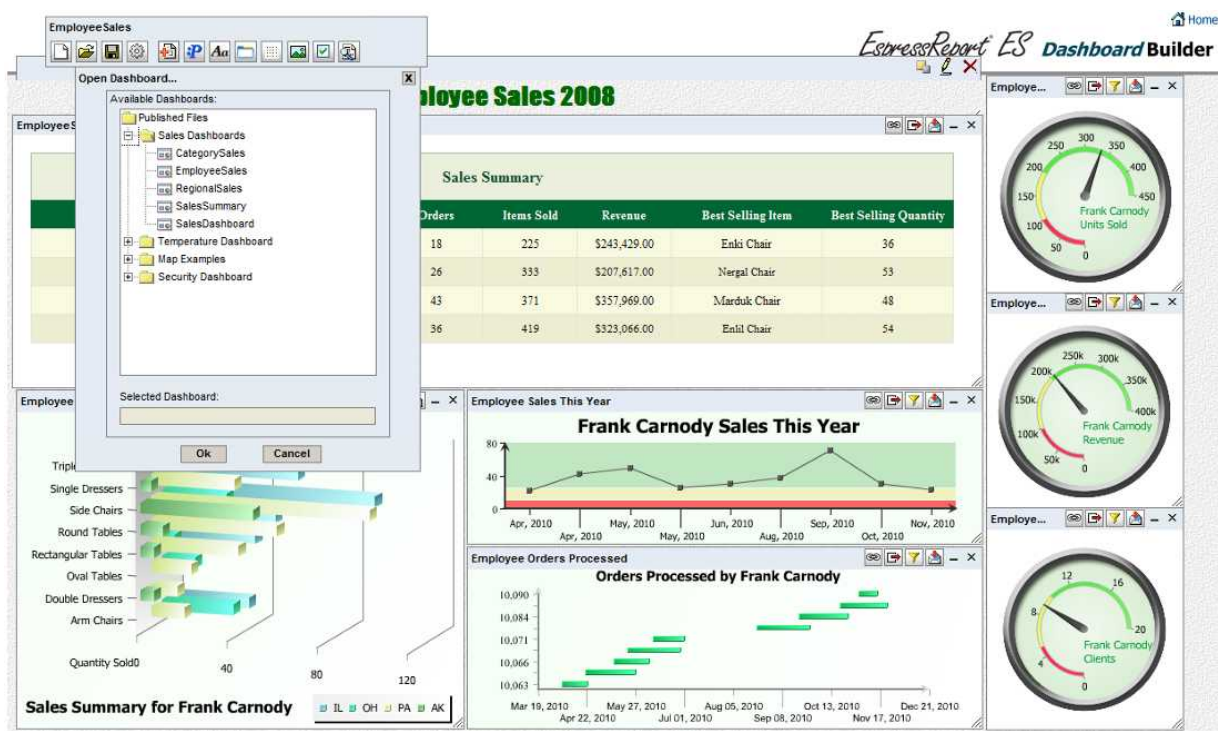 EmployeeSales
Home
EspressReport ES Dashboard Builder
Open Dashboard...
Available Dashboards:
Published Files
Sales Dashboards
CategorySales
EmployeeSales
RegionalSales
SalesSummary
SalesDashboard
Temperature Dashboard
Map Examples
Security Dashboard
Selected Dashboard:
Ok Cancel
ployee Sales 2008
EmployeeS
Sales Summary
Orders Items Sold Revenue Best Selling Item Best Selling Quantity
18 225 $243,429.00 Enki Chair 36
26 333 $207,617.00 Nergal Chair 53
43 371 $357,969.00 Marduk Chair 48
36 419 $323,066.00 Enlil Chair 54
Employe...
0 50 100 150 200 250 300 350 400 450
Frank Carnody
Units Sold
Employe...
0 50k 100k 150k 200k 250k 300k 350k 400k
Frank Carnody
Revenue
Employe...
0 4 8 12 16 20
Frank Carnody
Clients
Employee
Triple
Single Dressers
Side Chairs
Round Tables
Rectangular Tables
Oval Tables
Double Dressers
Arm Chairs
Quantity Sold
0 40 80 120
Sales Summary for Frank Carnody
IL OH PA AK
Employee Sales This Year
Frank Carnody Sales This Year
80
40
0
Apr, 2010 May, 2010 Jun, 2010 Sep, 2010 Nov, 2010
Apr, 2010 May, 2010 Aug, 2010 Oct, 2010
Employee Orders Processed
Orders Processed by Frank Carnody
10,090
10,084
10,071
10,066
10,063
Mar 19, 2010 May 27, 2010 Aug 05, 2010 Oct 13, 2010 Dec 21, 2010
Apr 22, 2010 Jul 01, 2010 Sep 08, 2010 Nov 17, 2010